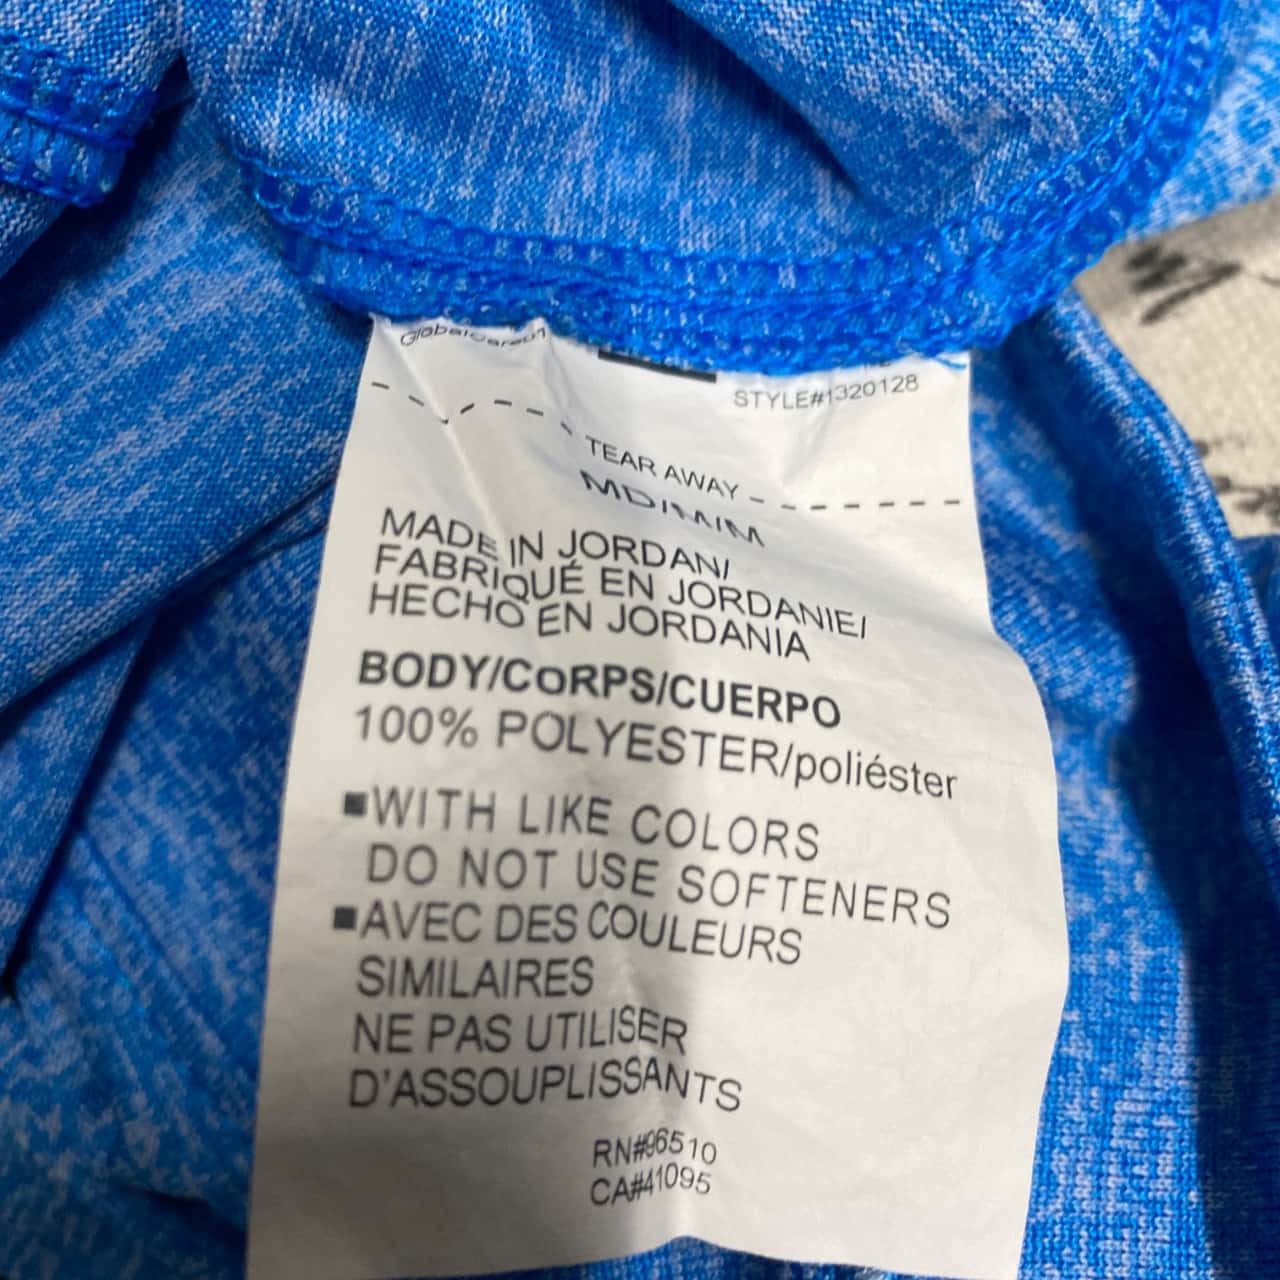 STYLE#1320128
TEAR AWAY
MADE IN JORDAN/
FABRIQUÉ EN JORDANIE/
HECHO EN JORDANIA
BODY/CoRPS/CUERPO
100% POLYESTER/poliéster
■WITH LIKE COLORS
DO NOT USE SOFTENERS
■AVEC DES COULEURS
SIMILAIRES
NE PAS UTILISER
D'ASSOUPLISSANTS
RN#96510
CA#41095